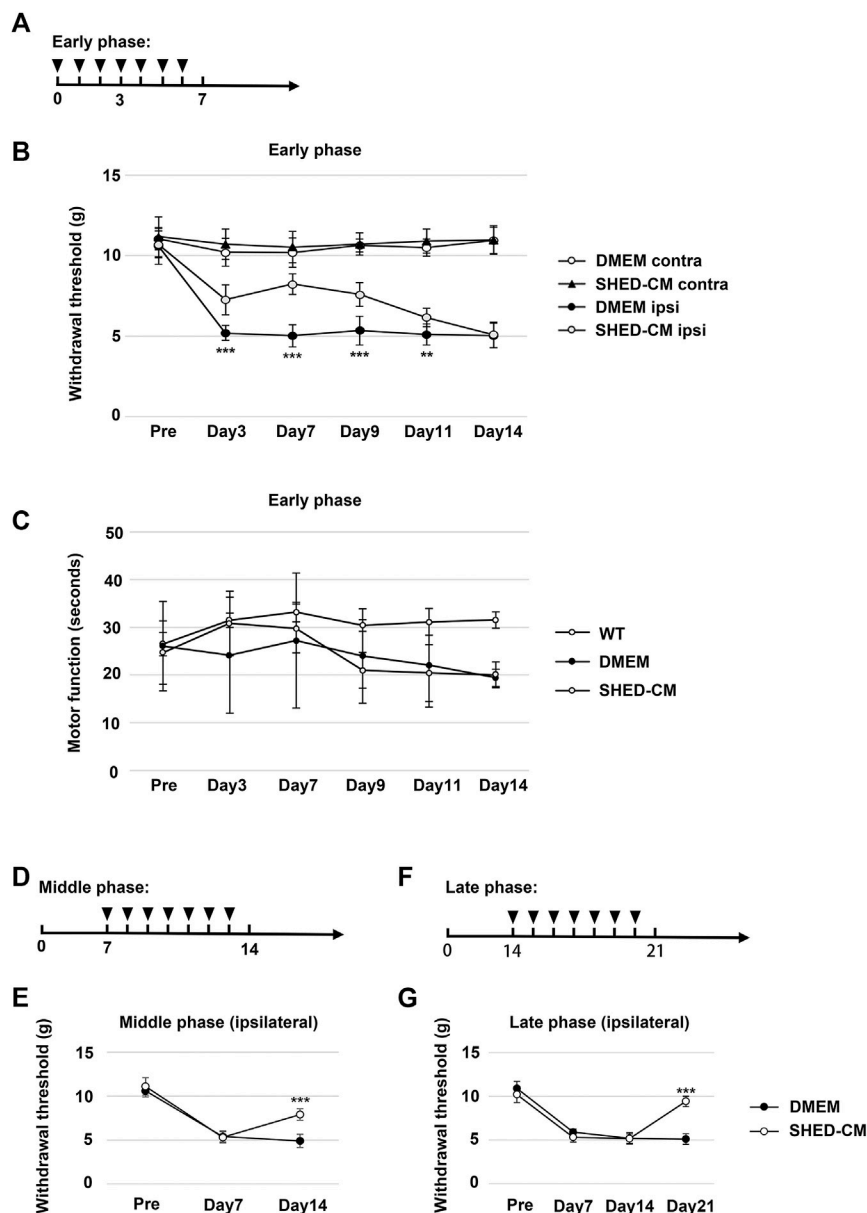 A
Early phase:
0 3 7
B
Early phase
Withdrawal threshold (g)
15
10
5
0
*** *** *** **
Pre Day3 Day7 Day9 Day11 Day14
DMEM contra
SHED-CM contra
DMEM ipsi
SHED-CM ipsi
C
Early phase
Motor function (seconds)
50
40
30
20
10
0
Pre Day3 Day7 Day9 Day11 Day14
WT
DMEM
SHED-CM
D
Middle phase:
0 7 14
F
Late phase:
0 14 21
E
Middle phase (ipsilateral)
Withdrawal threshold (g)
15
10
5
0
***
Pre Day7 Day14
G
Late phase (ipsilateral)
Withdrawal threshold (g)
15
10
5
0
***
Pre Day7 Day14 Day21
DMEM
SHED-CM